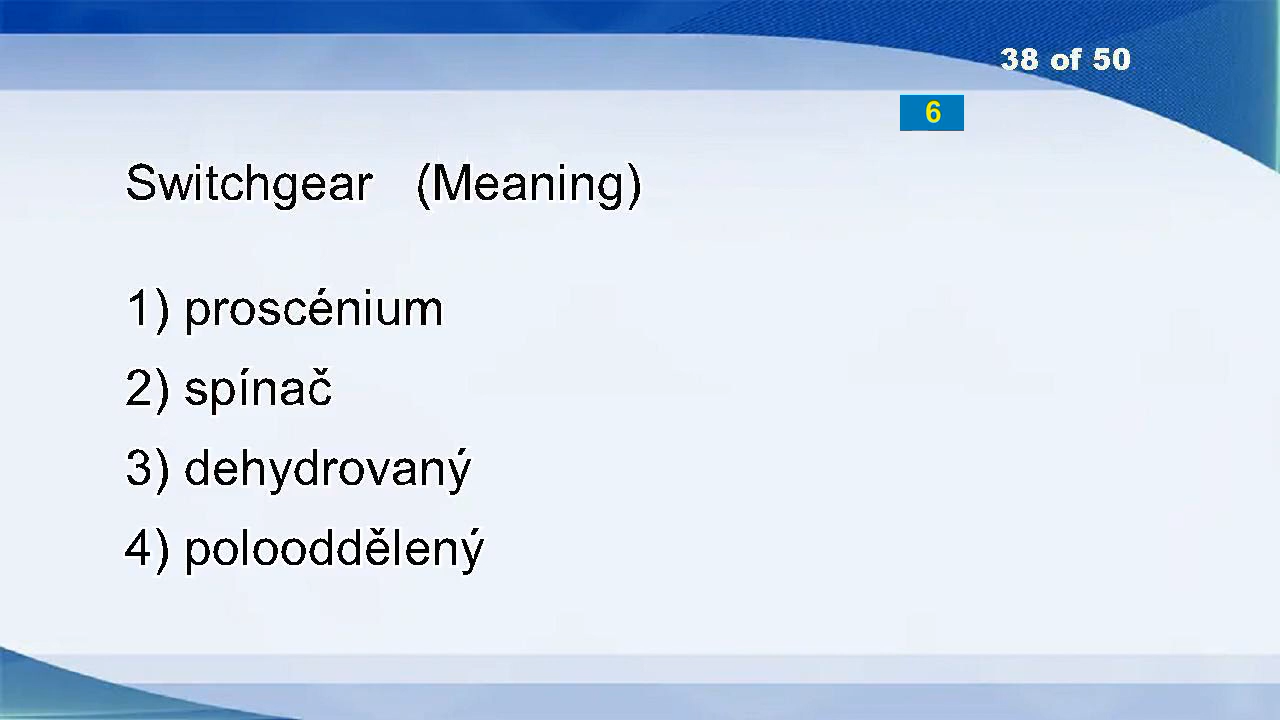 38 of 50
6
Switchgear (Meaning)
1) proscénium
2) spínač
3) dehydrovaný
4) polooddělený